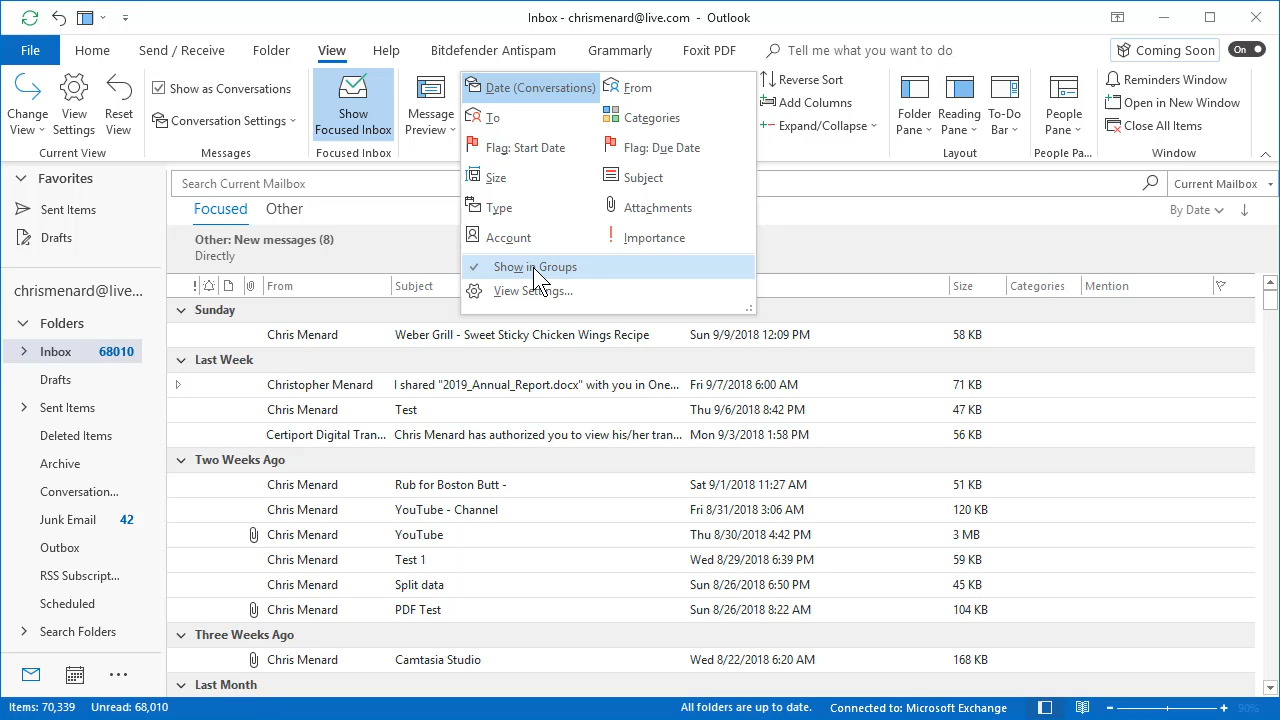 Inbox - chrismenard@live.com - Outlook
Coming Soon
On
File Home Send / Receive Folder View Help Bitdefender Antispam Grammarly Foxit PDF Tell me what you want to do
Change View
View Settings
Reset View
Current View
Show as Conversations
Conversation Settings
Messages
Show Focused Inbox
Focused Inbox
Message Preview
Date (Conversations) From
To Categories
Flag: Start Date Flag: Due Date
Size Subject
Type Attachments
Account Importance
Show in Groups
View Settings...
Reverse Sort
Add Columns
Expand/Collapse
Folder Pane
Reading Pane
To-Do Bar
Layout
People Pane
People Pa...
Reminders Window
Open in New Window
Close All Items
Window
Favorites
Sent Items
Drafts
chrismenard@live...
Folders
Inbox 68010
Drafts
Sent Items
Deleted Items
Archive
Conversation...
Junk Email 42
Outbox
RSS Subscript...
Scheduled
Search Folders
Search Current Mailbox
Current Mailbox
Focused Other
By Date
Other: New messages (8)
Directly
! From Subject Size Categories Mention
Sunday
Chris Menard Weber Grill - Sweet Sticky Chicken Wings Recipe Sun 9/9/2018 12:09 PM 58 KB
Last Week
Christopher Menard I shared "2019_Annual_Report.docx" with you in One... Fri 9/7/2018 6:00 AM 71 KB
Chris Menard Test Thu 9/6/2018 8:42 PM 47 KB
Certiport Digital Tran... Chris Menard has authorized you to view his/her tran... Mon 9/3/2018 1:58 PM 56 KB
Two Weeks Ago
Chris Menard Rub for Boston Butt - Sat 9/1/2018 11:27 AM 51 KB
Chris Menard YouTube - Channel Fri 8/31/2018 3:06 AM 120 KB
Chris Menard YouTube Thu 8/30/2018 4:42 PM 3 MB
Chris Menard Test 1 Wed 8/29/2018 6:39 PM 59 KB
Chris Menard Split data Sun 8/26/2018 6:50 PM 45 KB
Chris Menard PDF Test Sun 8/26/2018 8:22 AM 104 KB
Three Weeks Ago
Chris Menard Camtasia Studio Wed 8/22/2018 6:20 AM 168 KB
Last Month
Items: 70,339 Unread: 68,010 All folders are up to date. Connected to: Microsoft Exchange 90%